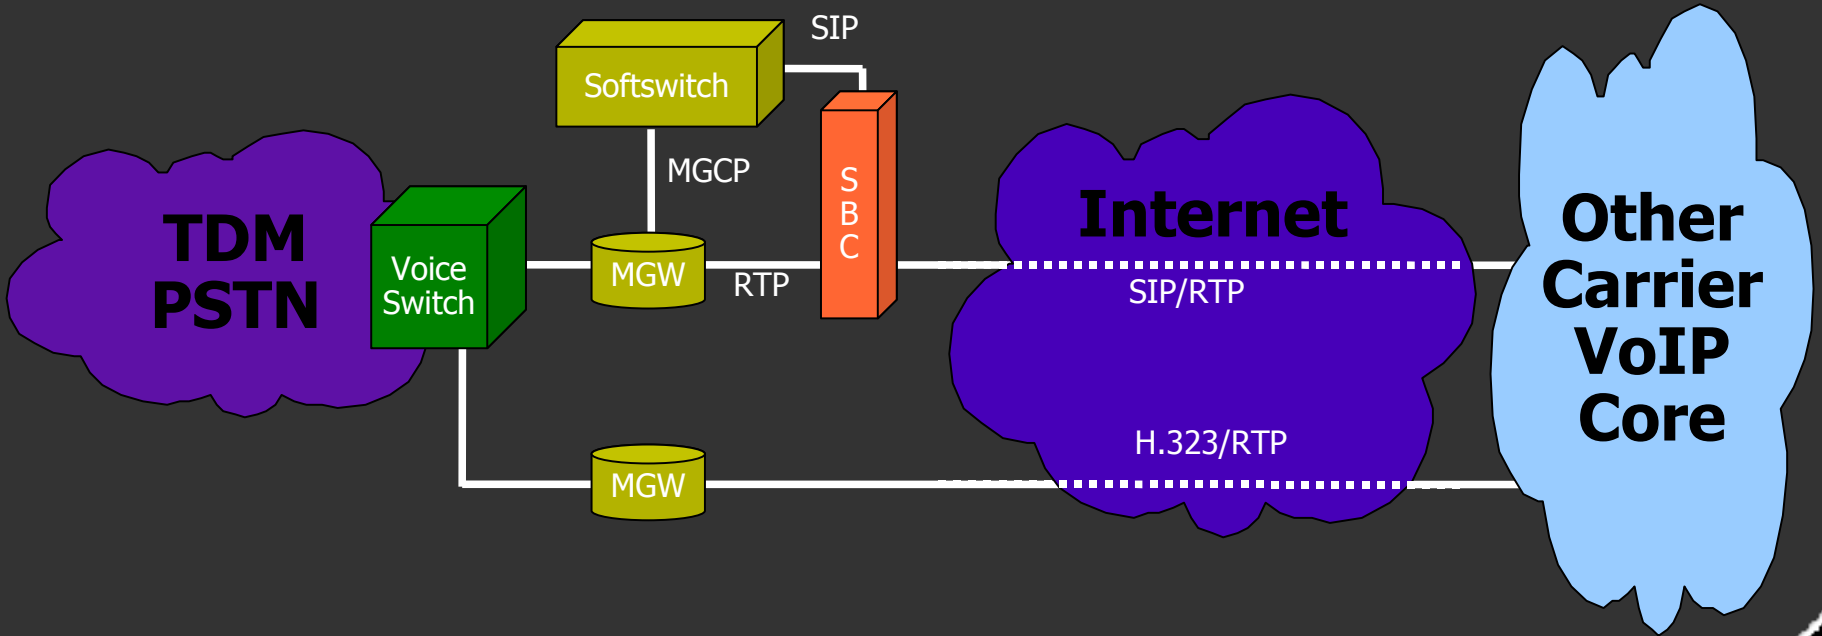 SIP
Softswitch
MGCP
S
B
C
TDM
PSTN
Voice
Switch
MGW
RTP
Internet
SIP/RTP
Other
Carrier
VoIP
Core
H.323/RTP
MGW